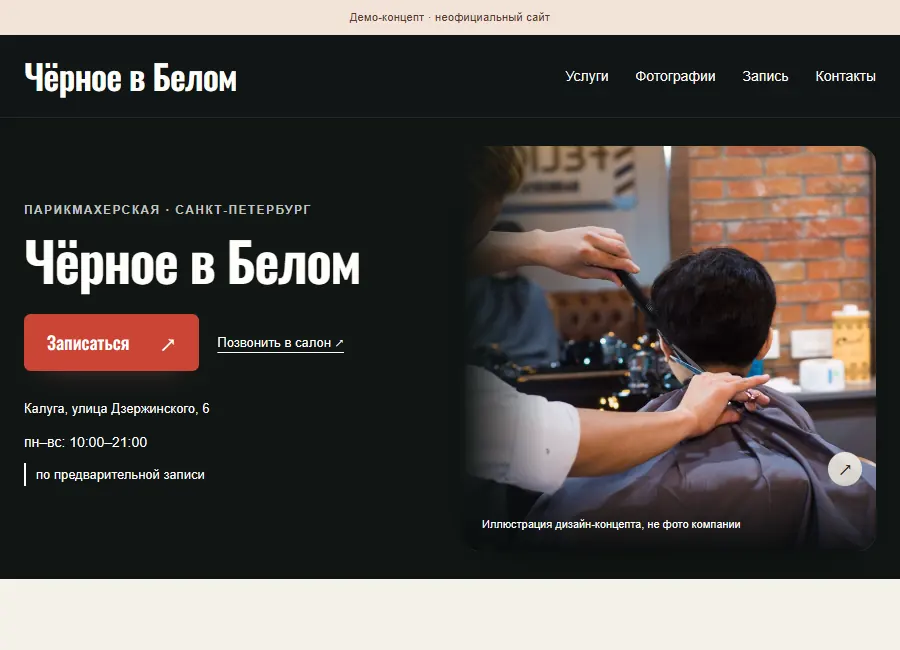 Демо-концепт · неофициальный сайт
Чёрное в Белом
Услуги Фотографии Запись Контакты
ПАРИКМАХЕРСКАЯ · САНКТ-ПЕТЕРБУРГ
Чёрное в Белом
Записаться ↗
Позвонить в салон ↗
Калуга, улица Дзержинского, 6
пн–вс: 10:00–21:00
по предварительной записи
↗
Иллюстрация дизайн-концепта, не фото компании